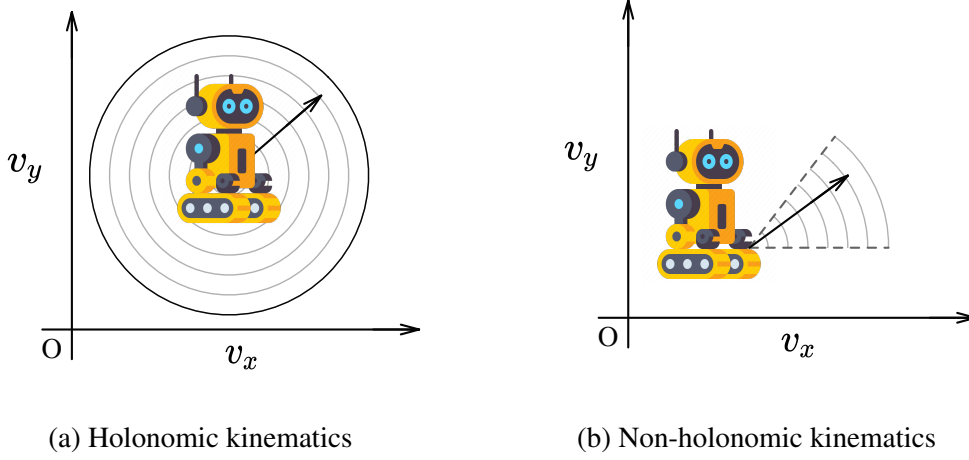 v_y
O
v_x
(a) Holonomic kinematics
v_y
O
v_x
(b) Non-holonomic kinematics